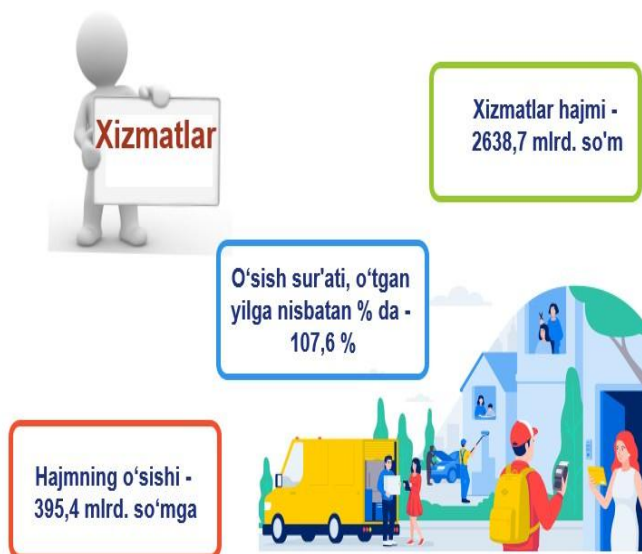 Xizmatlar
Xizmatlar hajmi -
2638,7 mlrd. so'm
O‘sish sur'ati, o‘tgan
yilga nisbatan % da -
107,6 %
Hajmning o‘sishi -
395,4 mlrd. so‘mga